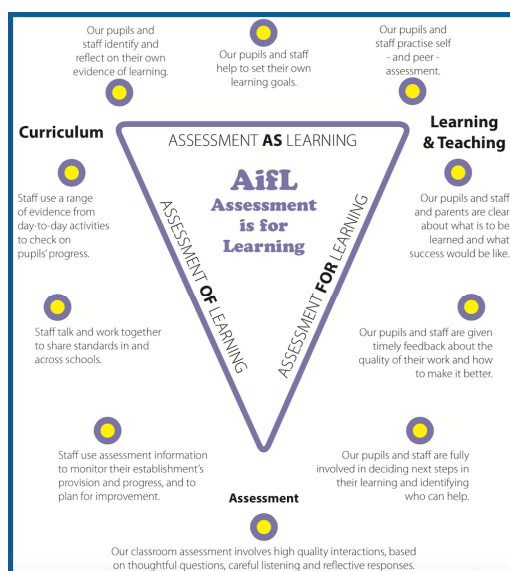 Our pupils and
staff identify and
reflect on their own
evidence of learning.
Our pupils and staff
help to set their own
learning goals.
Our pupils and
staff practise self
- and peer -
assessment.
Curriculum
Learning
& Teaching
ASSESSMENT AS LEARNING
AifL
Assessment
is for
Learning
ASSESSMENT OF LEARNING
ASSESSMENT FOR LEARNING
Staff use a range
of evidence from
day-to-day activities
to check on
pupils' progress.
Our pupils and staff
and parents are clear
about what is to be
learned and what
success would be like.
Staff talk and work together
to share standards in and
across schools.
Our pupils and staff are given
timely feedback about the
quality of their work and how
to make it better.
Staff use assessment information
to monitor their establishment's
provision and progress, and to
plan for improvement.
Our pupils and staff are fully
involved in deciding next steps in
their learning and identifying
who can help.
Assessment
Our classroom assessment involves high quality interactions, based
on thoughtful questions, careful listening and reflective responses.